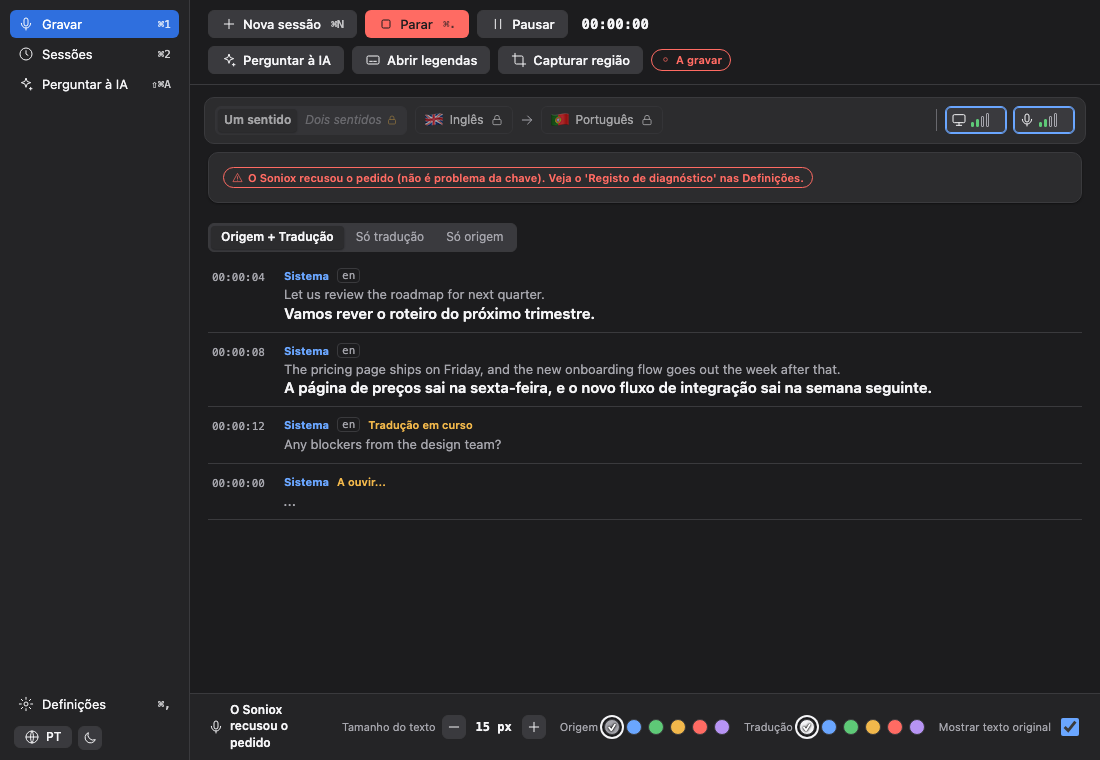 Gravar ⌘1
Sessões ⌘2
Perguntar à IA ⇧⌘A
Nova sessão ⌘N
Parar ⌘.
Pausar
00:00:00
Perguntar à IA
Abrir legendas
Capturar região
A gravar
Um sentido
Dois sentidos
Inglês
Português
O Soniox recusou o pedido (não é problema da chave). Veja o 'Registo de diagnóstico' nas Definições.
Origem + Tradução
Só tradução
Só origem
00:00:04 Sistema en
Let us review the roadmap for next quarter.
Vamos rever o roteiro do próximo trimestre.
00:00:08 Sistema en
The pricing page ships on Friday, and the new onboarding flow goes out the week after that.
A página de preços sai na sexta-feira, e o novo fluxo de integração sai na semana seguinte.
00:00:12 Sistema en Tradução em curso
Any blockers from the design team?
00:00:00 Sistema A ouvir...
...
Definições ⌘,
PT
O Soniox
recusou o
pedido
Tamanho do texto
15 px
Origem
Tradução
Mostrar texto original